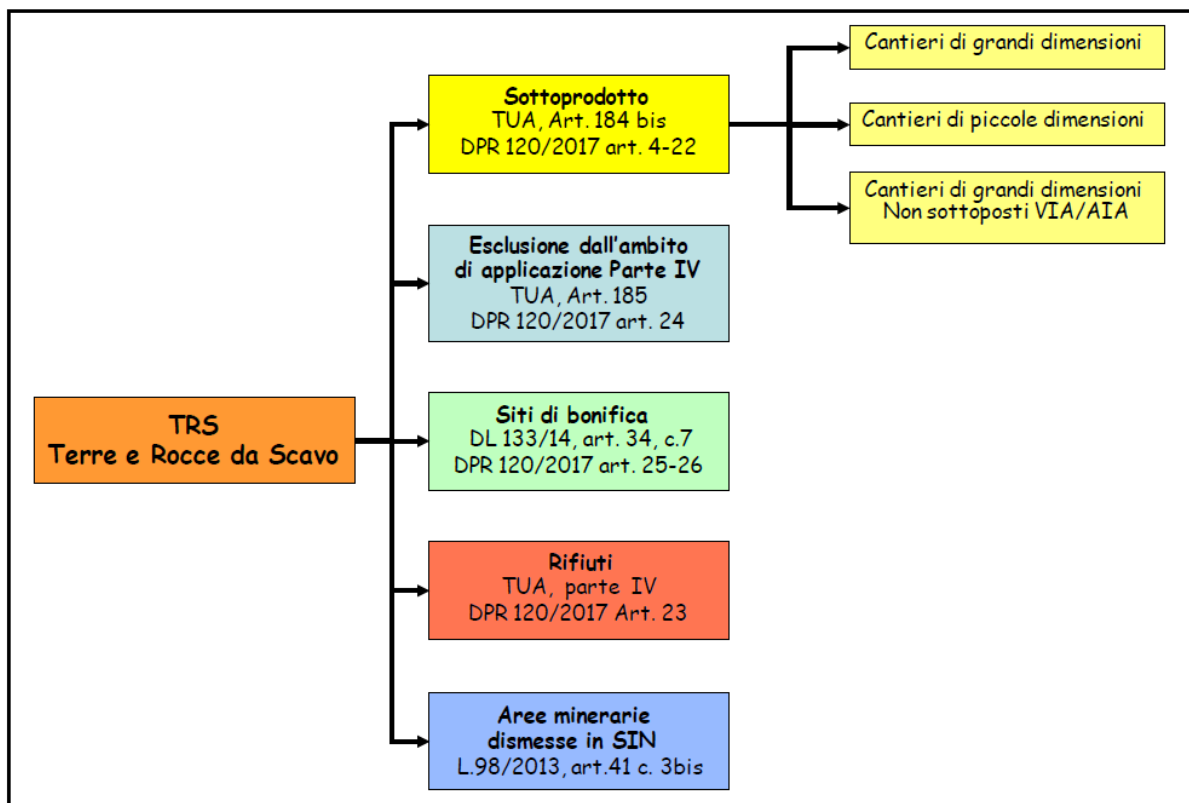 TRS
Terre e Rocce da Scavo
Sottoprodotto
TUA, Art. 184 bis
DPR 120/2017 art. 4-22
Cantieri di grandi dimensioni
Cantieri di piccole dimensioni
Cantieri di grandi dimensioni
Non sottoposti VIA/AIA
Esclusione dall'ambito
di applicazione Parte IV
TUA, Art. 185
DPR 120/2017 art. 24
Siti di bonifica
DL 133/14, art. 34, c.7
DPR 120/2017 art. 25-26
Rifiuti
TUA, parte IV
DPR 120/2017 Art. 23
Aree minerarie
dismesse in SIN
L.98/2013, art.41 c. 3bis